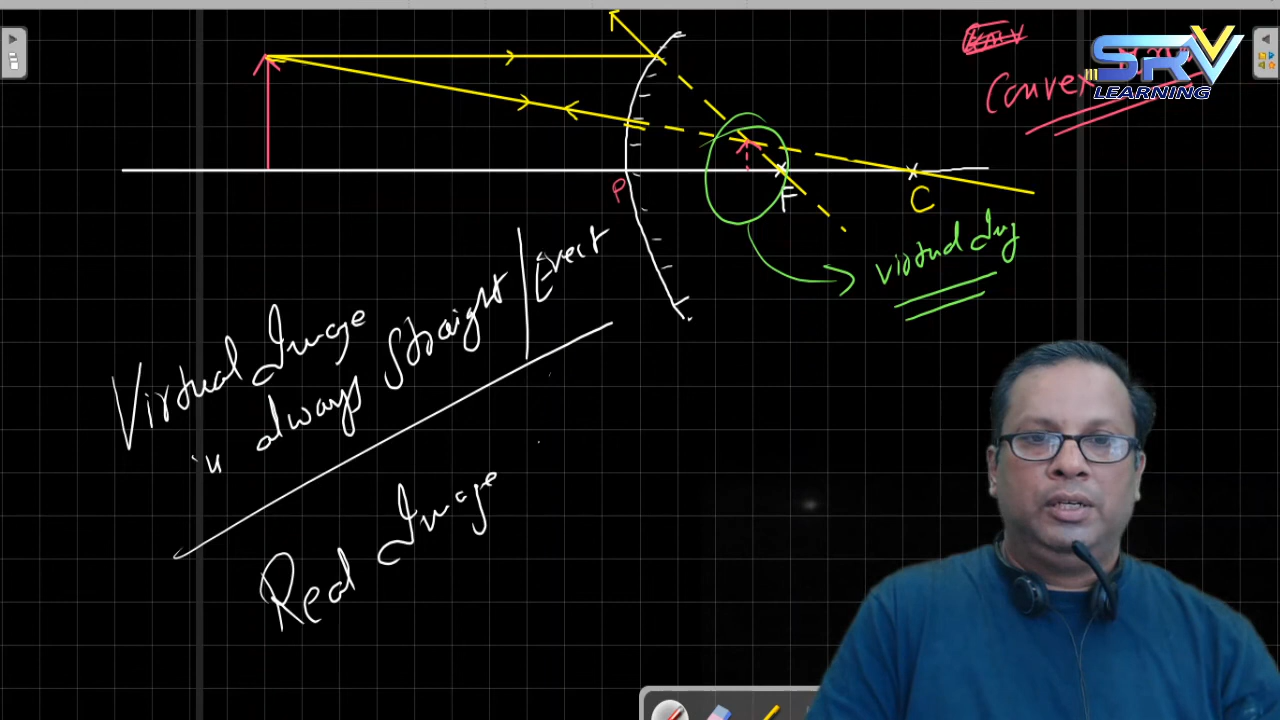 SRV
LEARNING
Convex
P
F
C
virtual Img
Virtual Image
is always Straight / Erect
Real Image